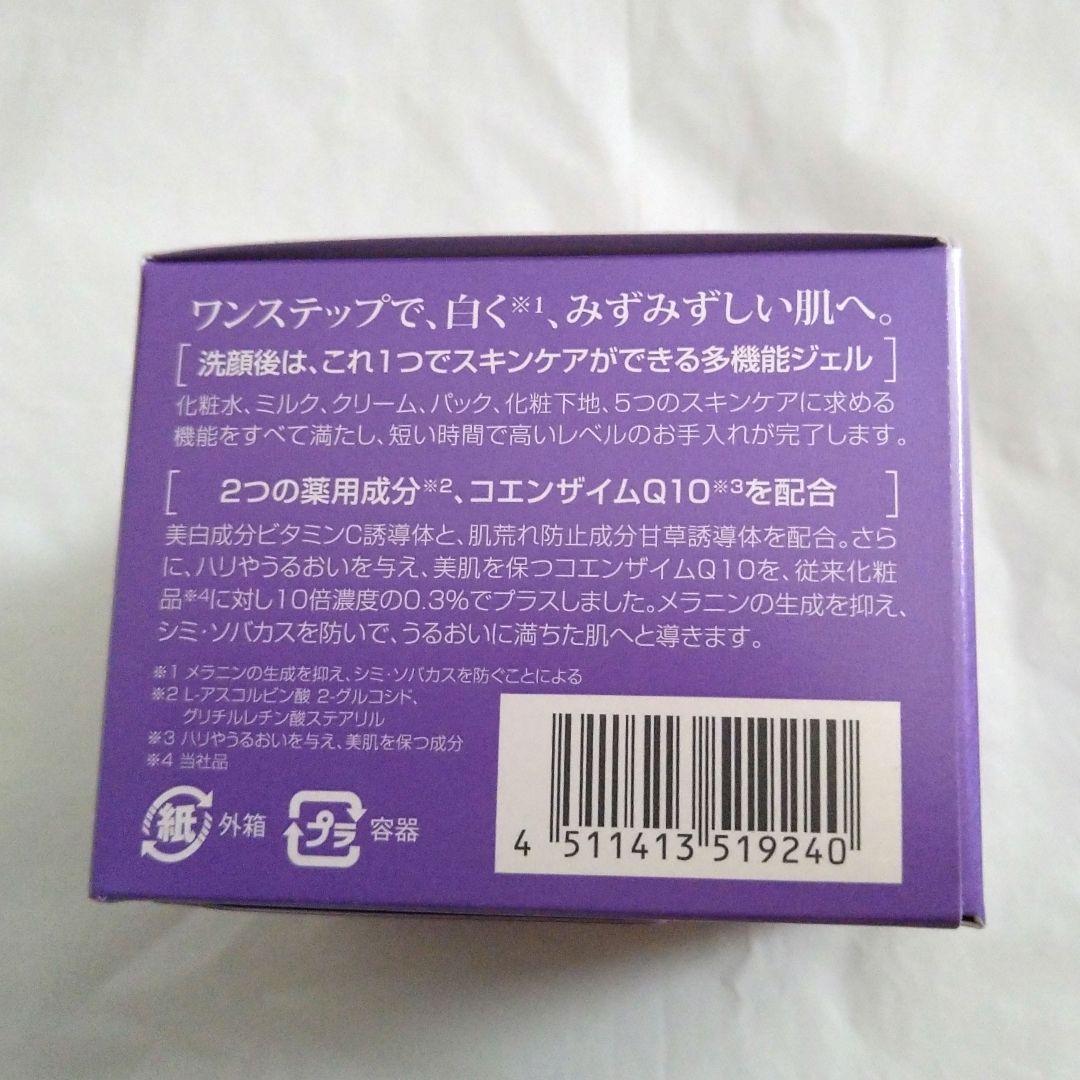 ワンステップで、白く※1、みずみずしい肌へ。
[洗顔後は、これ1つでスキンケアができる多機能ジェル]
化粧水、ミルク、クリーム、パック、化粧下地、5つのスキンケアに求める
機能をすべて満たし、短い時間で高いレベルのお手入れが完了します。
[2つの薬用成分※2、コエンザイムQ10※3を配合]
美白成分ビタミンC誘導体と、肌荒れ防止成分甘草誘導体を配合。さら
に、ハリやうるおいを与え、美肌を保つコエンザイムQ10を、従来化粧
品※4に対し10倍濃度の0.3%でプラスしました。メラニンの生成を抑え、
シミ・ソバカスを防いで、うるおいに満ちた肌へと導きます。
※1 メラニンの生成を抑え、シミ・ソバカスを防ぐことによる
※2 L-アスコルビン酸 2-グルコシド、
グリチルレチン酸ステアリル
※3 ハリやうるおいを与え、美肌を保つ成分
※4 当社品
紙 外箱 プラ 容器
4 511413 519240